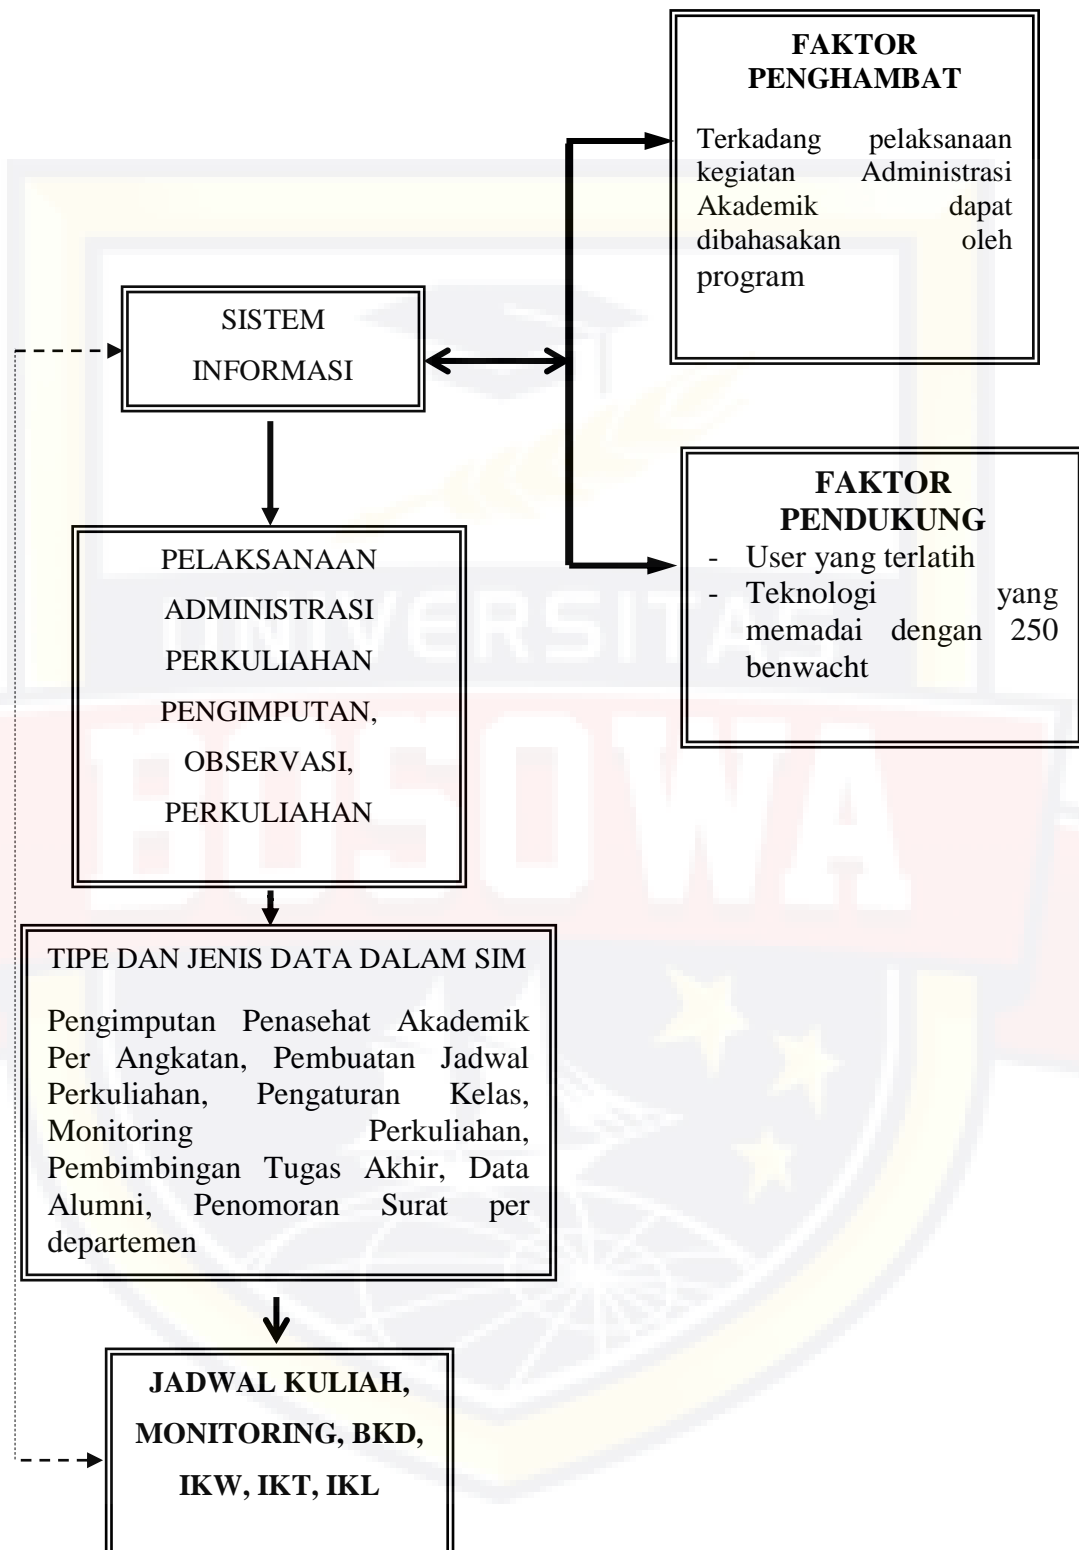 FAKTOR
PENGHAMBAT
Terkadang pelaksanaan
kegiatan Administrasi
Akademik dapat
dibahasakan oleh
program
SISTEM
INFORMASI
FAKTOR
PENDUKUNG
- User yang terlatih
- Teknologi yang
memadai dengan 250
benwacht
PELAKSANAAN
ADMINISTRASI
PERKULIAHAN
PENGIMPUTAN,
OBSERVASI,
PERKULIAHAN
UNIVERSITAS
BOSOWA
TIPE DAN JENIS DATA DALAM SIM
Pengimputan Penasehat Akademik
Per Angkatan, Pembuatan Jadwal
Perkuliahan, Pengaturan Kelas,
Monitoring Perkuliahan,
Pembimbingan Tugas Akhir, Data
Alumni, Penomoran Surat per
departemen
JADWAL KULIAH,
MONITORING, BKD,
IKW, IKT, IKL